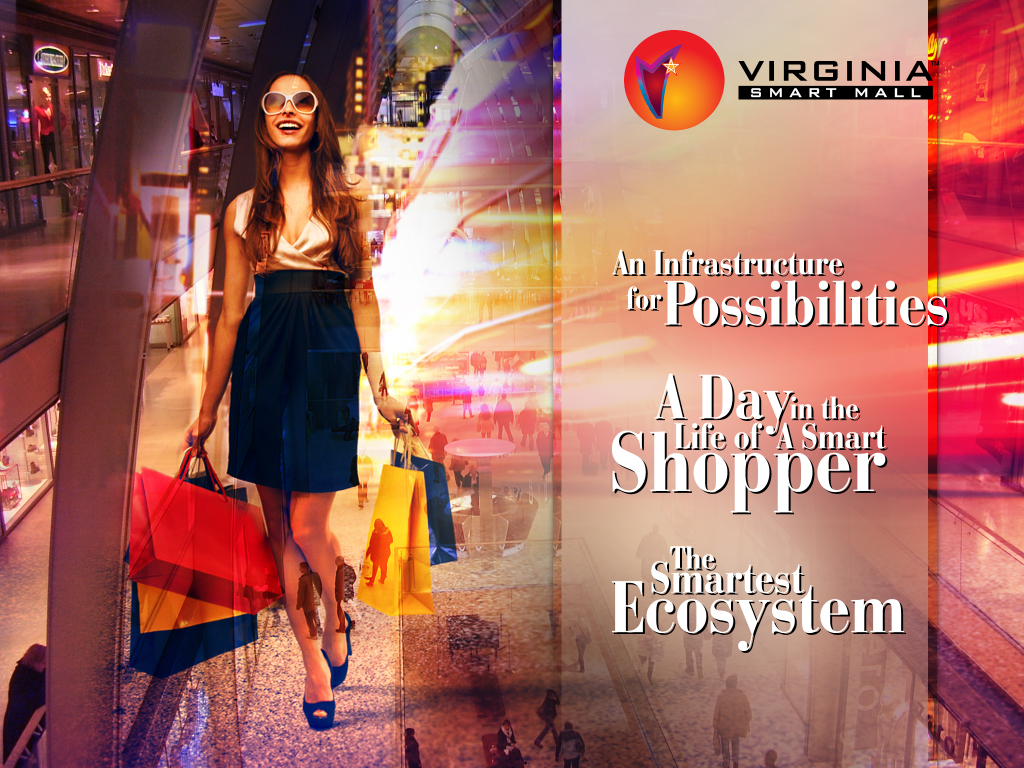 VIRGINIA
SMART MALL
An Infrastructure
for Possibilities
A Day in the
Life of A Smart
Shopper
The
Smartest
Ecosystem